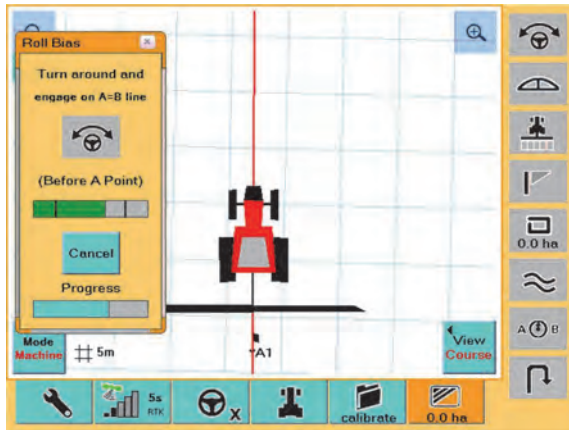 Roll Bias
Turn around and
engage on A=B line
(Before A Point)
Cancel
Progress
Mode
Machine
5m
A1
View
Course
0.0 ha
A B
5s
RTK
X
calibrate
0.0 ha